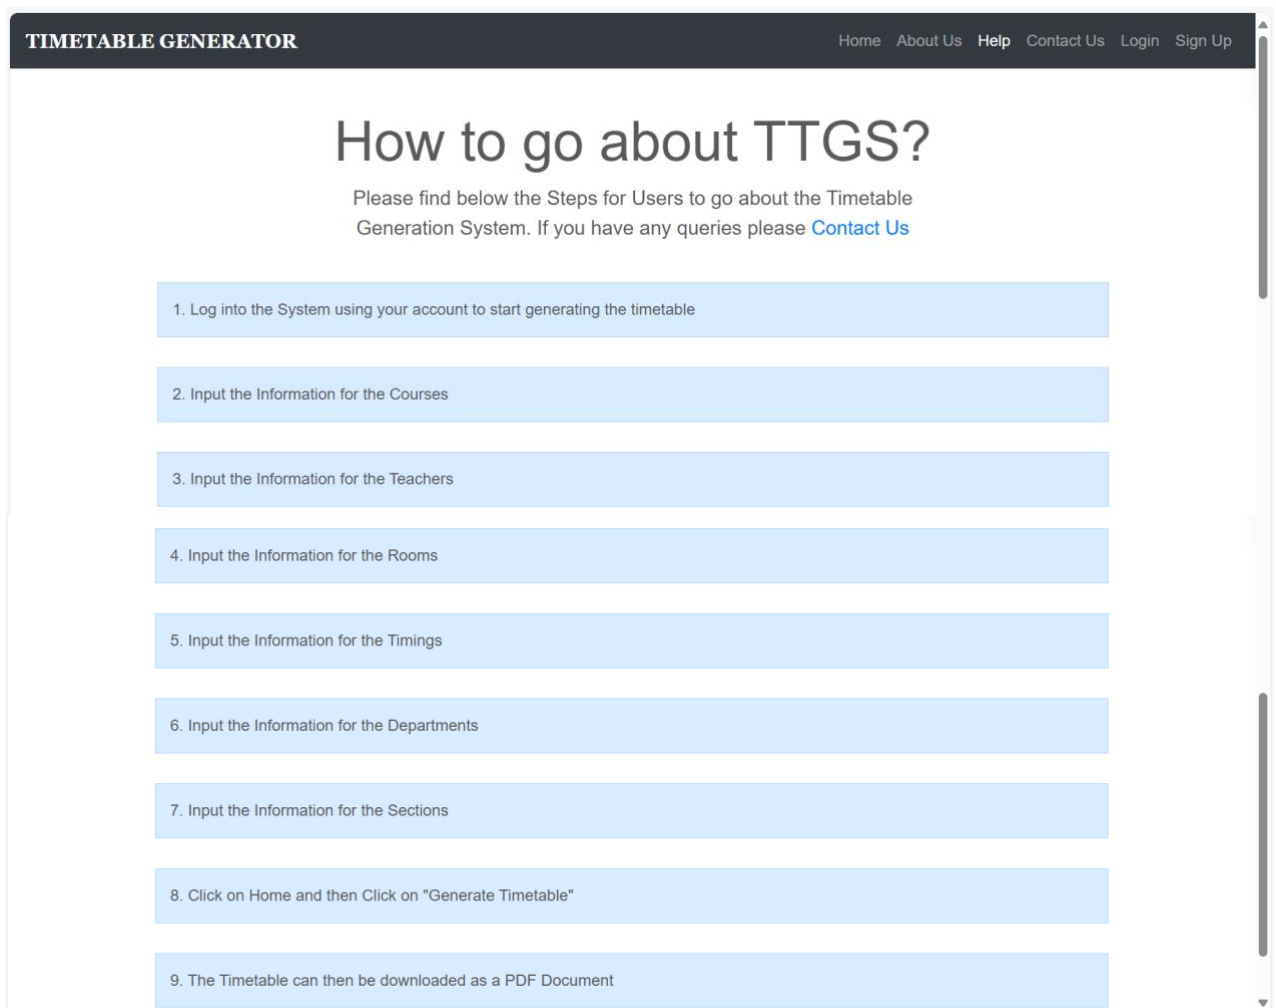 TIMETABLE GENERATOR
Home About Us Help Contact Us Login Sign Up
How to go about TTGS?
Please find below the Steps for Users to go about the Timetable
Generation System. If you have any queries please Contact Us
1. Log into the System using your account to start generating the timetable
2. Input the Information for the Courses
3. Input the Information for the Teachers
4. Input the Information for the Rooms
5. Input the Information for the Timings
6. Input the Information for the Departments
7. Input the Information for the Sections
8. Click on Home and then Click on "Generate Timetable"
9. The Timetable can then be downloaded as a PDF Document